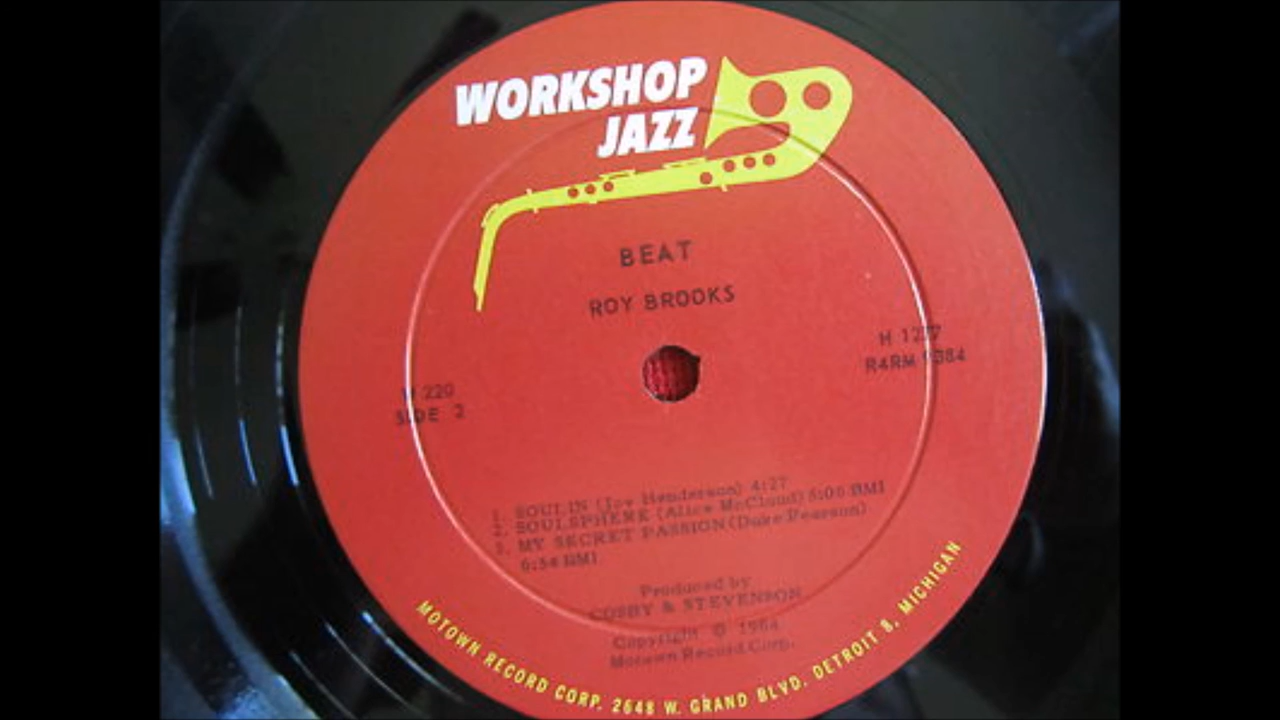 WORKSHOP
JAZZ
BEAT
ROY BROOKS
H
R4RM 9384
220
SIDE 2
1. SOUL IN (Joe Henderson) 4:27
2. SOULSPHERE (Alice McCloud) 5:05 BMI
3. MY SECRET PASSION (Duke Pearson)
6:54 BMI
Produced by
COSBY & STEVENSON
Copyright © 1964
Motown Record Corp.
MOTOWN RECORD CORP. 2648 W. GRAND BLVD. DETROIT 8, MICHIGAN